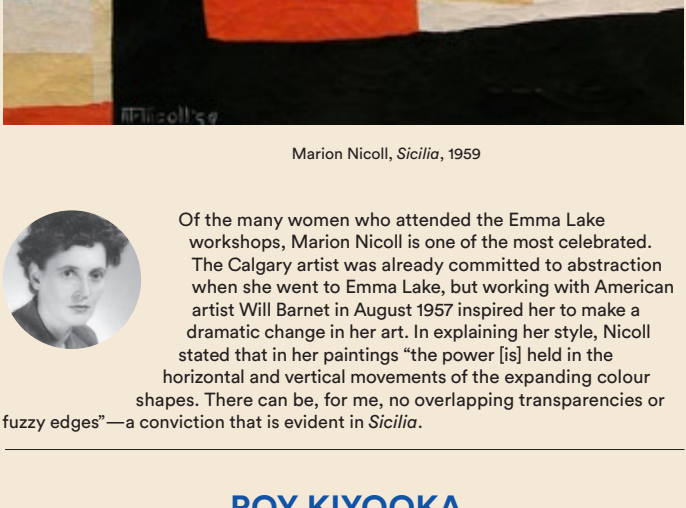 Nicoll '59
Marion Nicoll, Sicilia, 1959
Of the many women who attended the Emma Lake
workshops, Marion Nicoll is one of the most celebrated.
The Calgary artist was already committed to abstraction
when she went to Emma Lake, but working with American
artist Will Barnet in August 1957 inspired her to make a
dramatic change in her art. In explaining her style, Nicoll
stated that in her paintings “the power [is] held in the
horizontal and vertical movements of the expanding colour
shapes. There can be, for me, no overlapping transparencies or
fuzzy edges”—a conviction that is evident in Sicilia.
ROY KIYOOKA